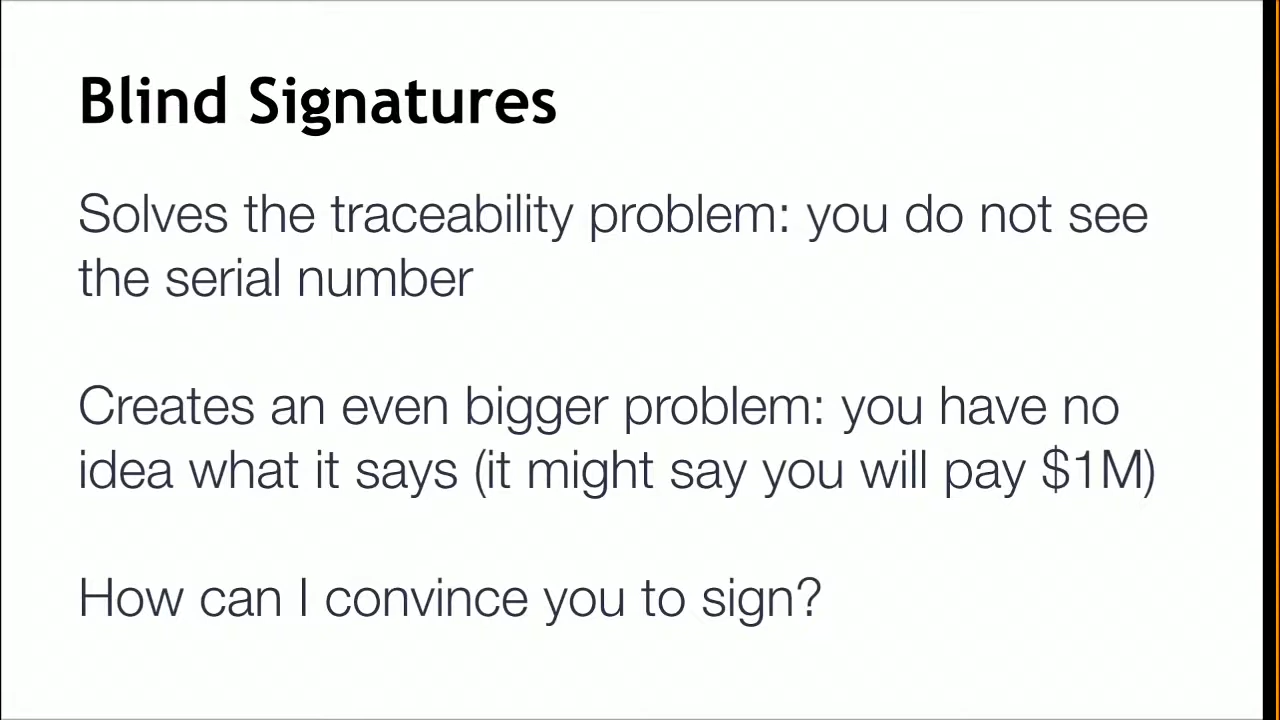 Blind Signatures
Solves the traceability problem: you do not see
the serial number
Creates an even bigger problem: you have no
idea what it says (it might say you will pay $1M)
How can I convince you to sign?